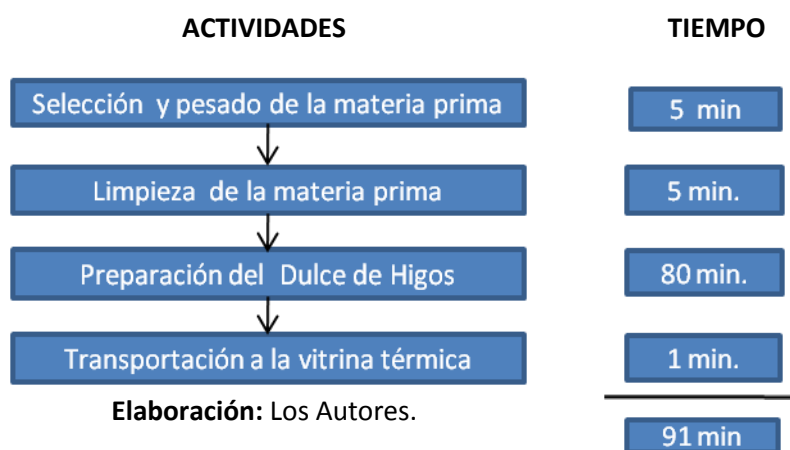 ACTIVIDADES TIEMPO
Selección y pesado de la materia prima 5 min
Limpieza de la materia prima 5 min.
Preparación del Dulce de Higos 80 min.
Transportación a la vitrina térmica 1 min.
Elaboración: Los Autores.
91 min